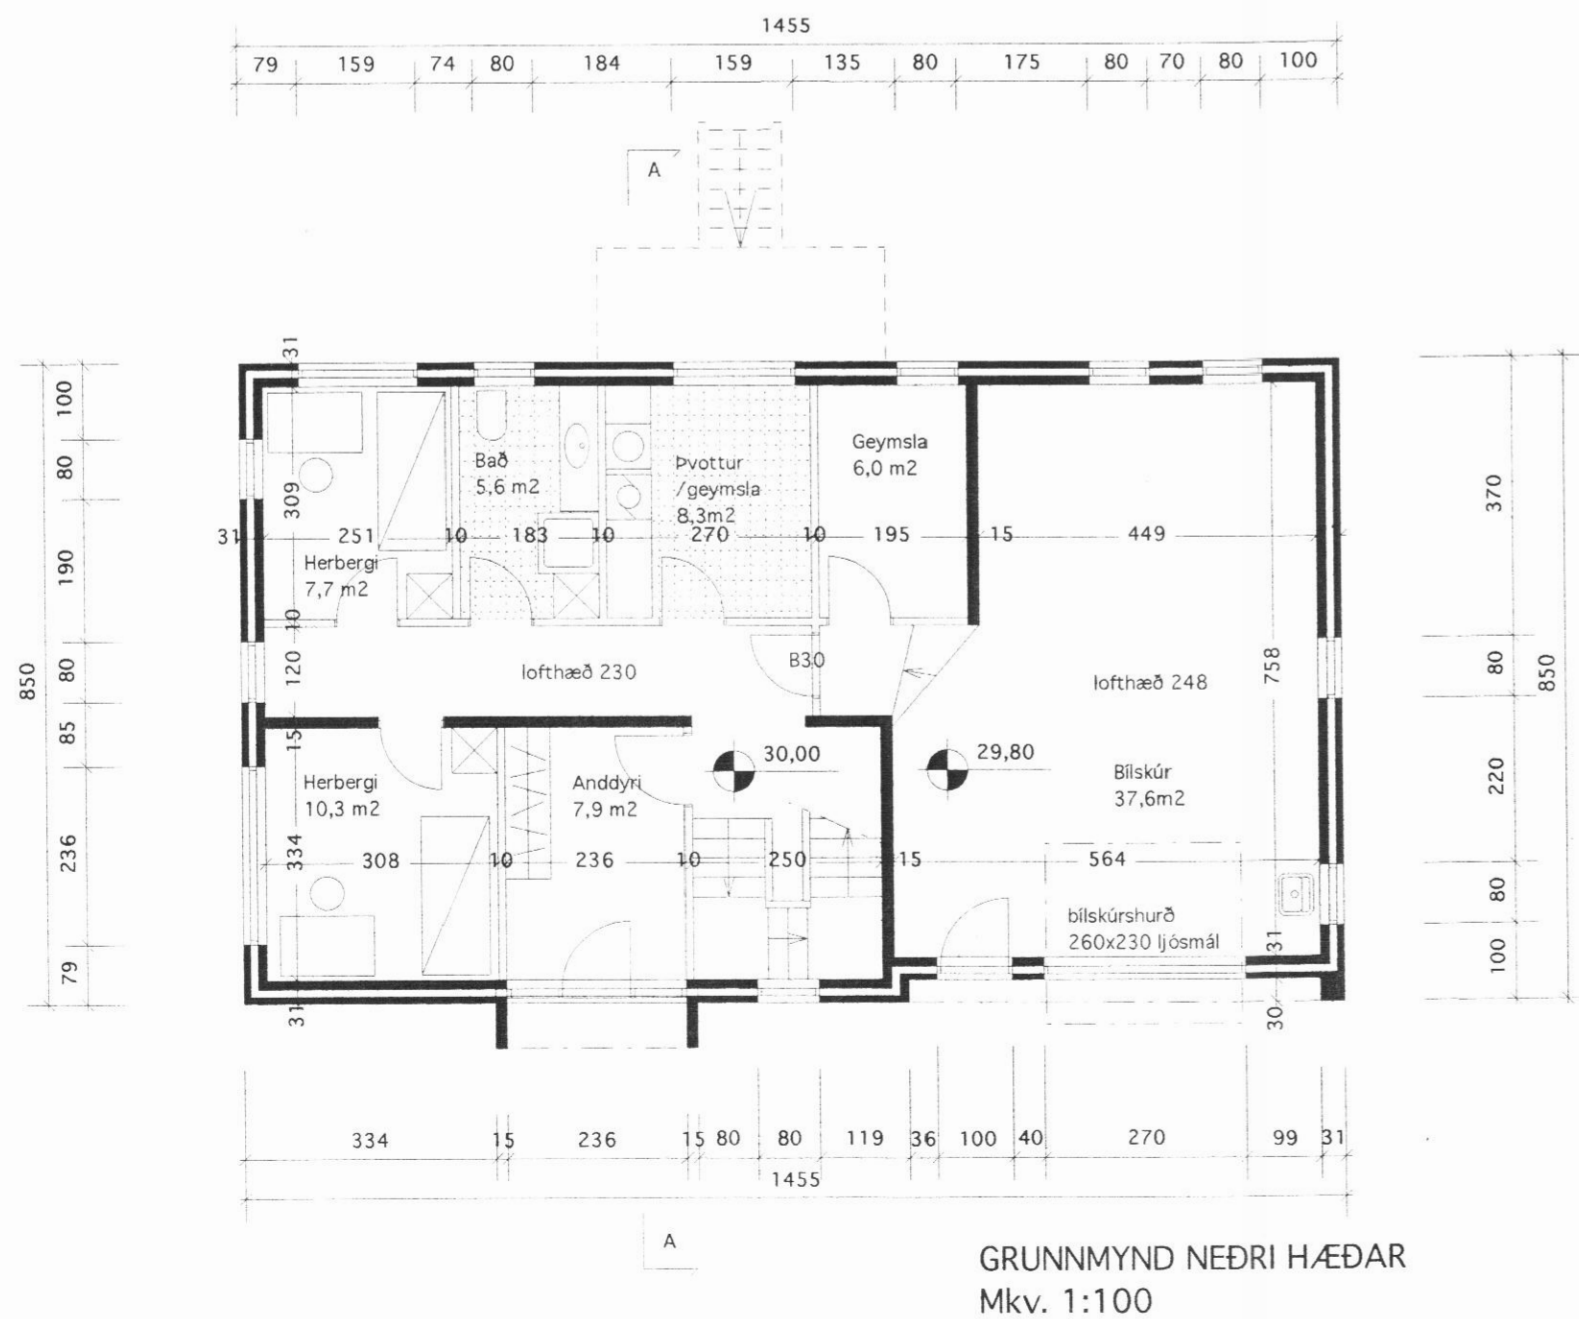 1455
79 159 74 80 184 159 135 80 175 80 70 80 100
A
31
100
80
190
80
85
236
79
850
370
80
220
80
100
850
Geymsla
6,0 m2
Bað
5,6 m2
Þvottur
/geymsla
8,3m2
309
31 251 10 183 10 270 10 195 15 449
Herbergi
7,7 m2
10
120
lofthæð 230
B30
lofthæð 248
758
15
Herbergi
10,3 m2
Anddyri
7,9 m2
30,00
29,80
Bílskúr
37,6m2
334
308 10 236 10 250 15 564
bílskúrshurð
260x230 ljósmál
31
31
30
334 15 236 15 80 80 119 36 100 40 270 99 31
1455
A
GRUNNMYND NEÐRI HÆÐAR
Mkv. 1:100